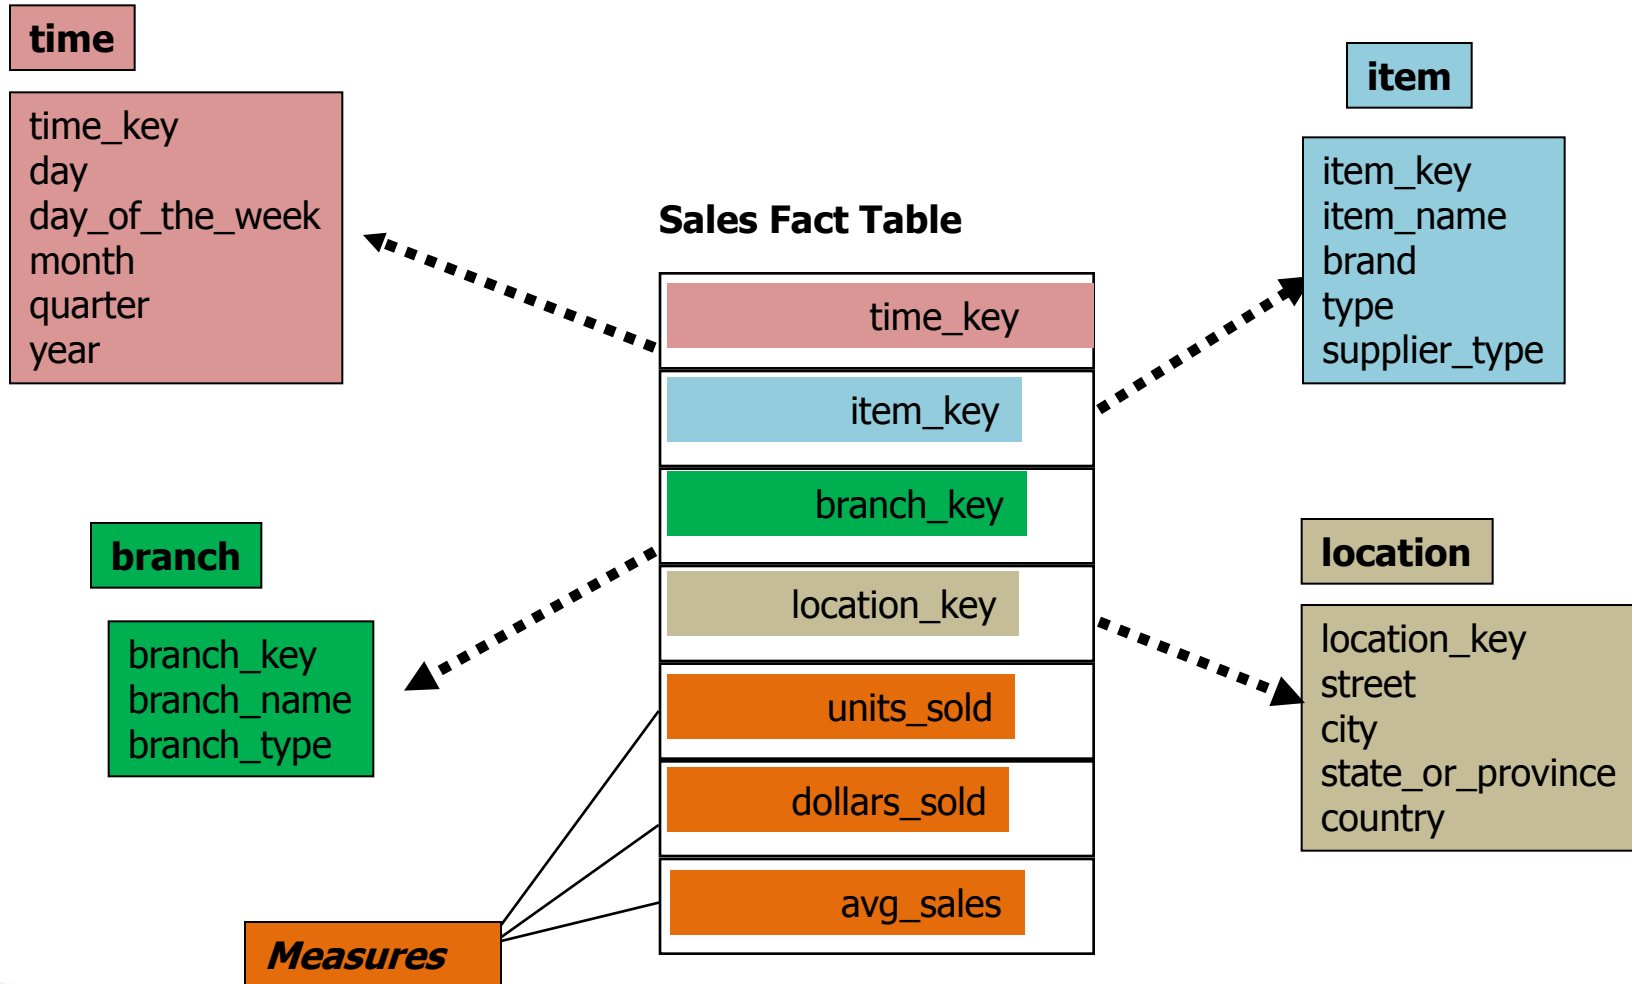 time
time_key
day
day_of_the_week
month
quarter
year
item
item_key
item_name
brand
type
supplier_type
Sales Fact Table
time_key
item_key
branch_key
location_key
units_sold
dollars_sold
avg_sales
branch
branch_key
branch_name
branch_type
location
location_key
street
city
state_or_province
country
Measures